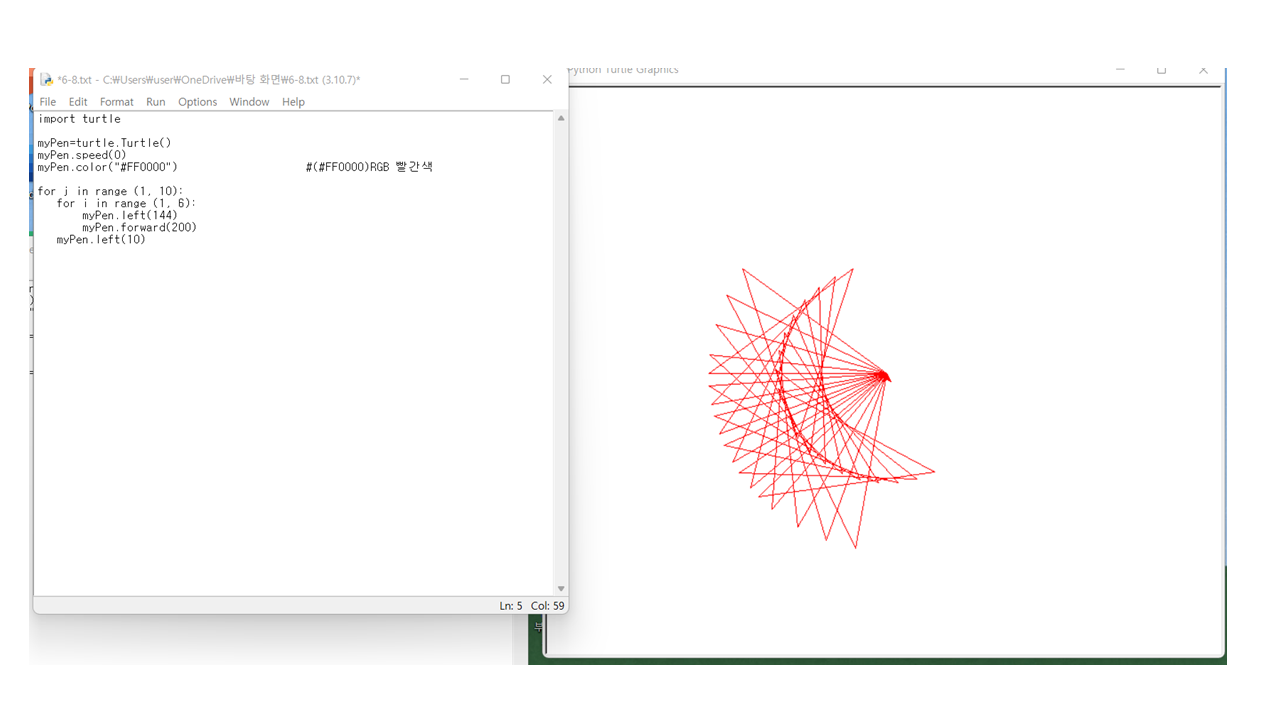 *6-8.txt - C:₩Users₩user₩OneDrive₩바탕 화면₩6-8.txt (3.10.7)*
Python Turtle Graphics
File Edit Format Run Options Window Help
import turtle
myPen=turtle.Turtle()
myPen.speed(0)
myPen.color("#FF0000") #(#FF0000)RGB 빨간색
for j in range (1, 10):
for i in range (1, 6):
myPen.left(144)
myPen.forward(200)
myPen.left(10)
Ln: 5 Col: 59